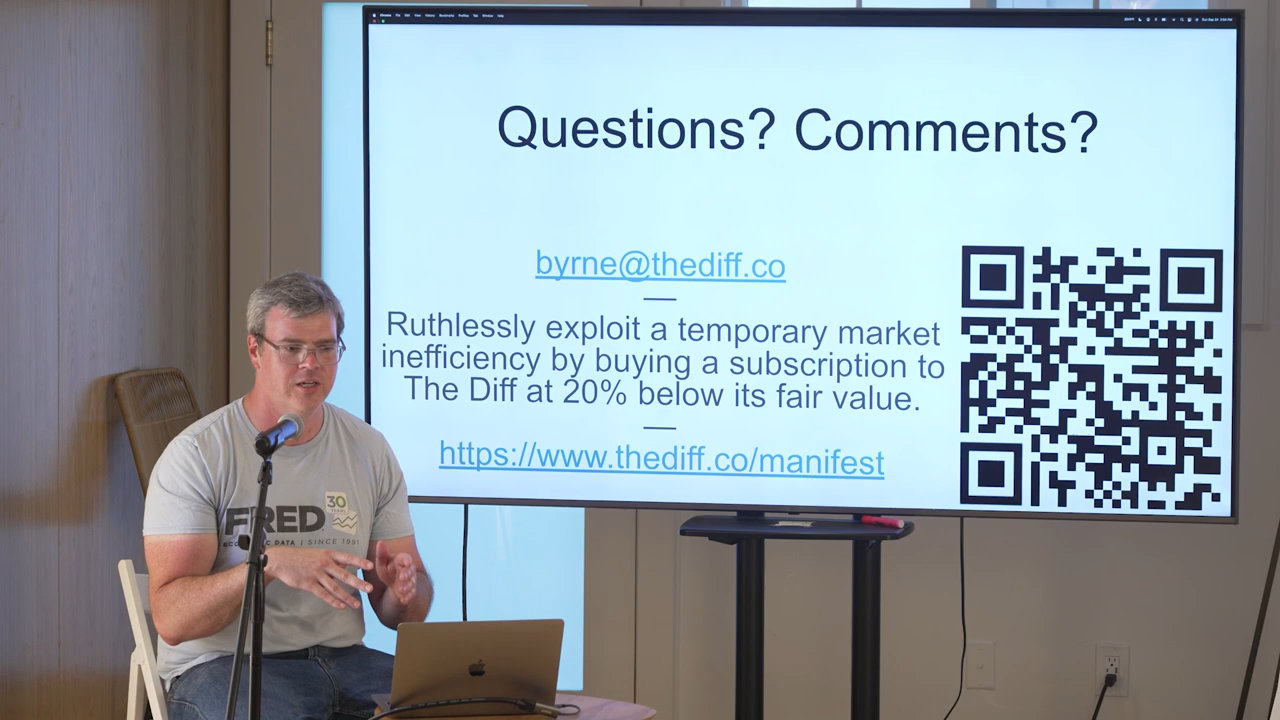 Questions? Comments?
byrne@thediff.co
Ruthlessly exploit a temporary market
inefficiency by buying a subscription to
The Diff at 20% below its fair value.
https://www.thediff.co/manifest
30
FRED
DATA | SINCE 1991